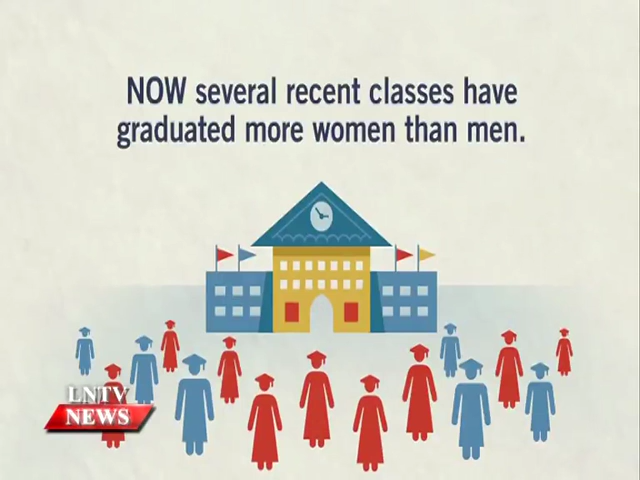 NOW several recent classes have
graduated more women than men.
LNTV
NEWS